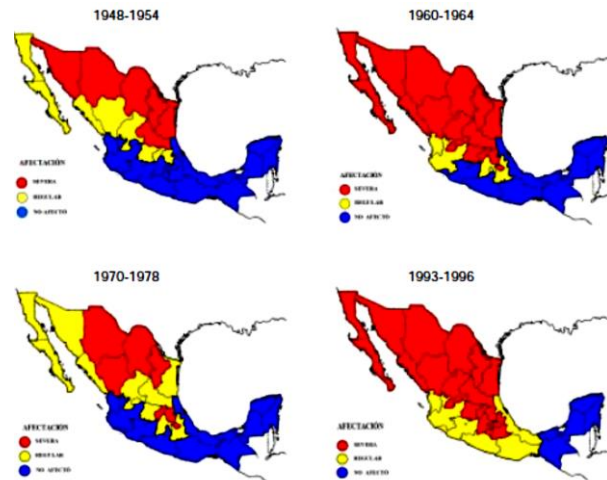 1948-1954
AFECTACIÓN
SEVERA
REGULAR
NO AFECTO
1960-1964
AFECTACIÓN
SEVERA
REGULAR
NO AFECTO
1970-1978
AFECTACIÓN
SEVERA
REGULAR
NO AFECTO
1993-1996
AFECTACIÓN
SEVERA
REGULAR
NO AFECTO